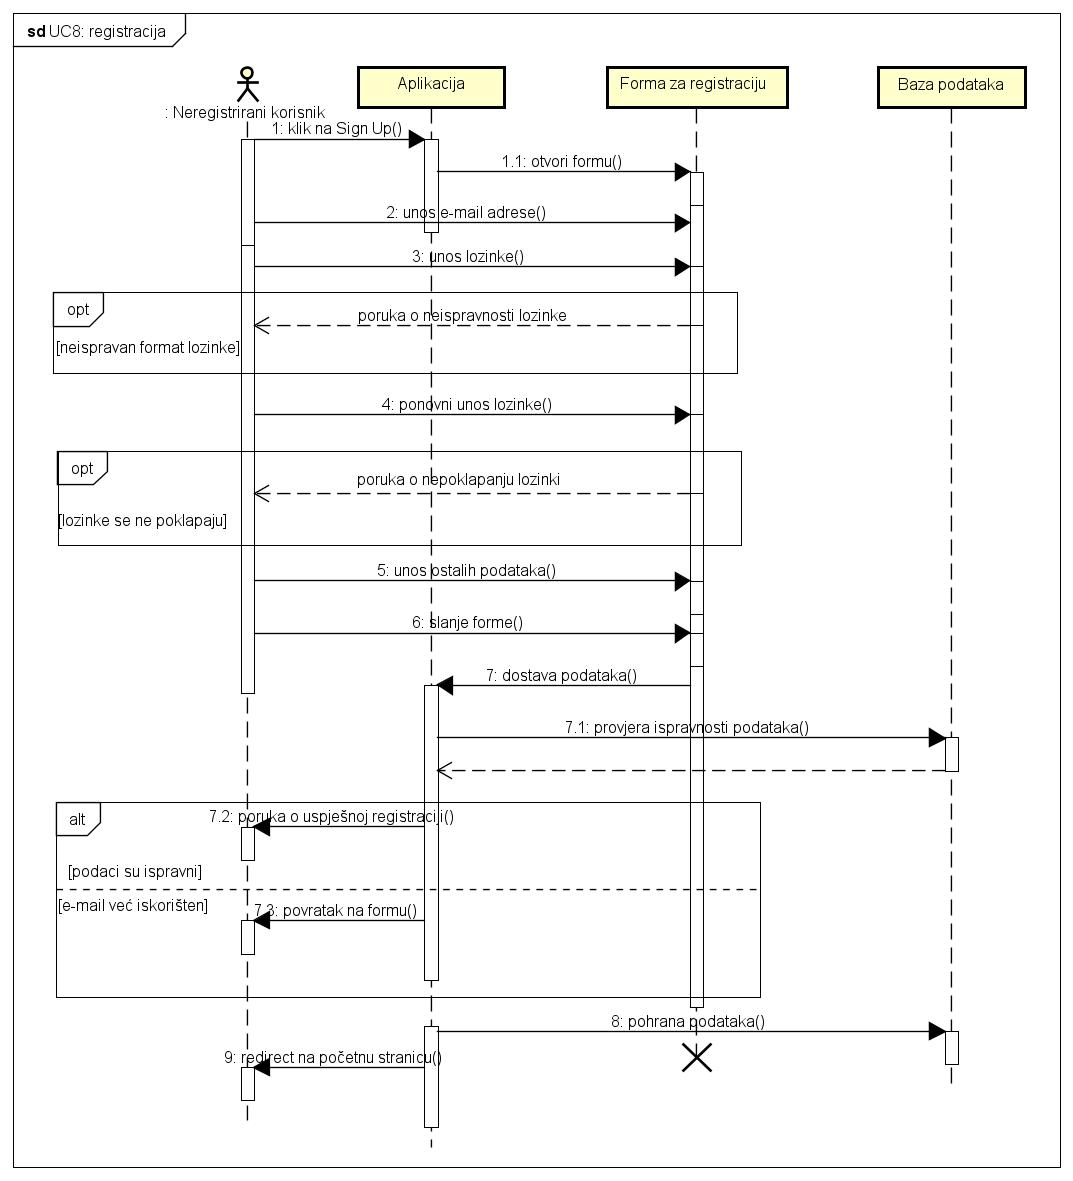 sd UC8: registracija
: Neregistrirani korisnik
Aplikacija
Forma za registraciju
Baza podataka
1: klik na Sign Up()
1.1: otvori formu()
2: unos e-mail adrese()
3: unos lozinke()
opt
poruka o neispravnosti lozinke
[neispravan format lozinke]
4: ponovni unos lozinke()
opt
poruka o nepoklapanju lozinki
[lozinke se ne poklapaju]
5: unos ostalih podataka()
6: slanje forme()
7: dostava podataka()
7.1: provjera ispravnosti podataka()
alt
7.2: poruka o uspješnoj registraciji()
[podaci su ispravni]
[e-mail već iskorišten]
7.3: povratak na formu()
8: pohrana podataka()
9: redirect na početnu stranicu()